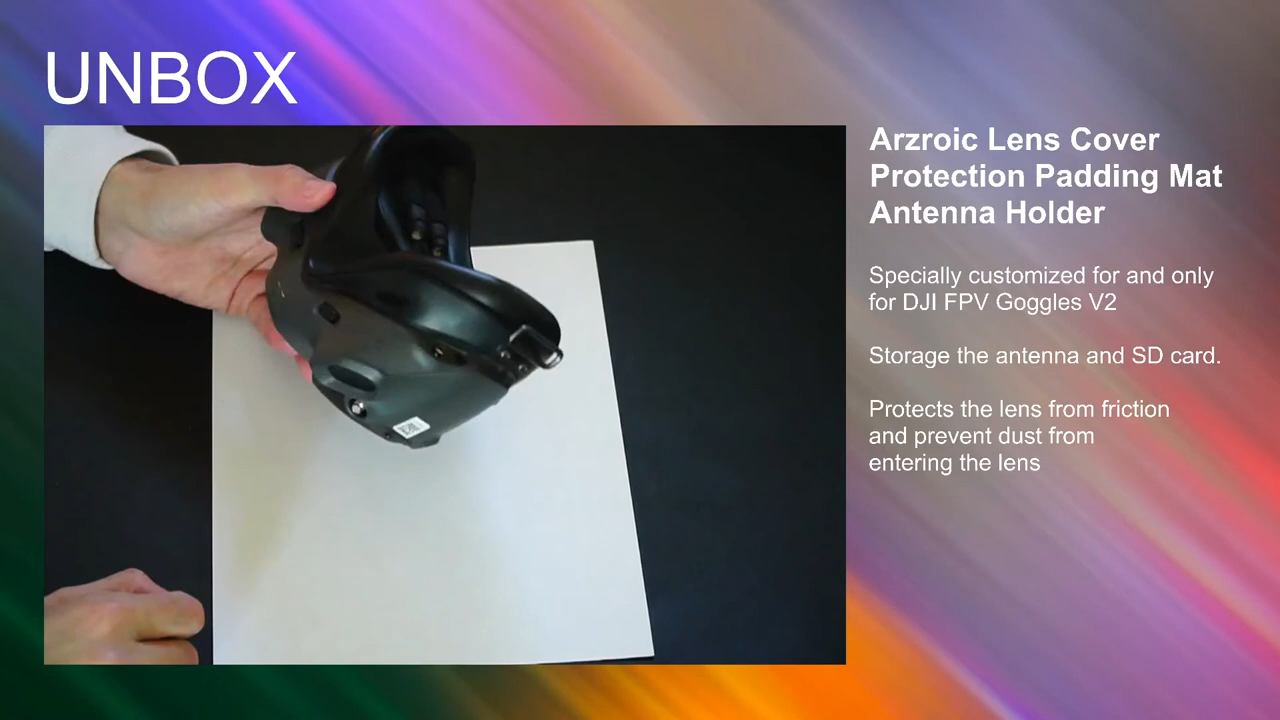 UNBOX
Arzroic Lens Cover
Protection Padding Mat
Antenna Holder
Specially customized for and only
for DJI FPV Goggles V2
Storage the antenna and SD card.
Protects the lens from friction
and prevent dust from
entering the lens